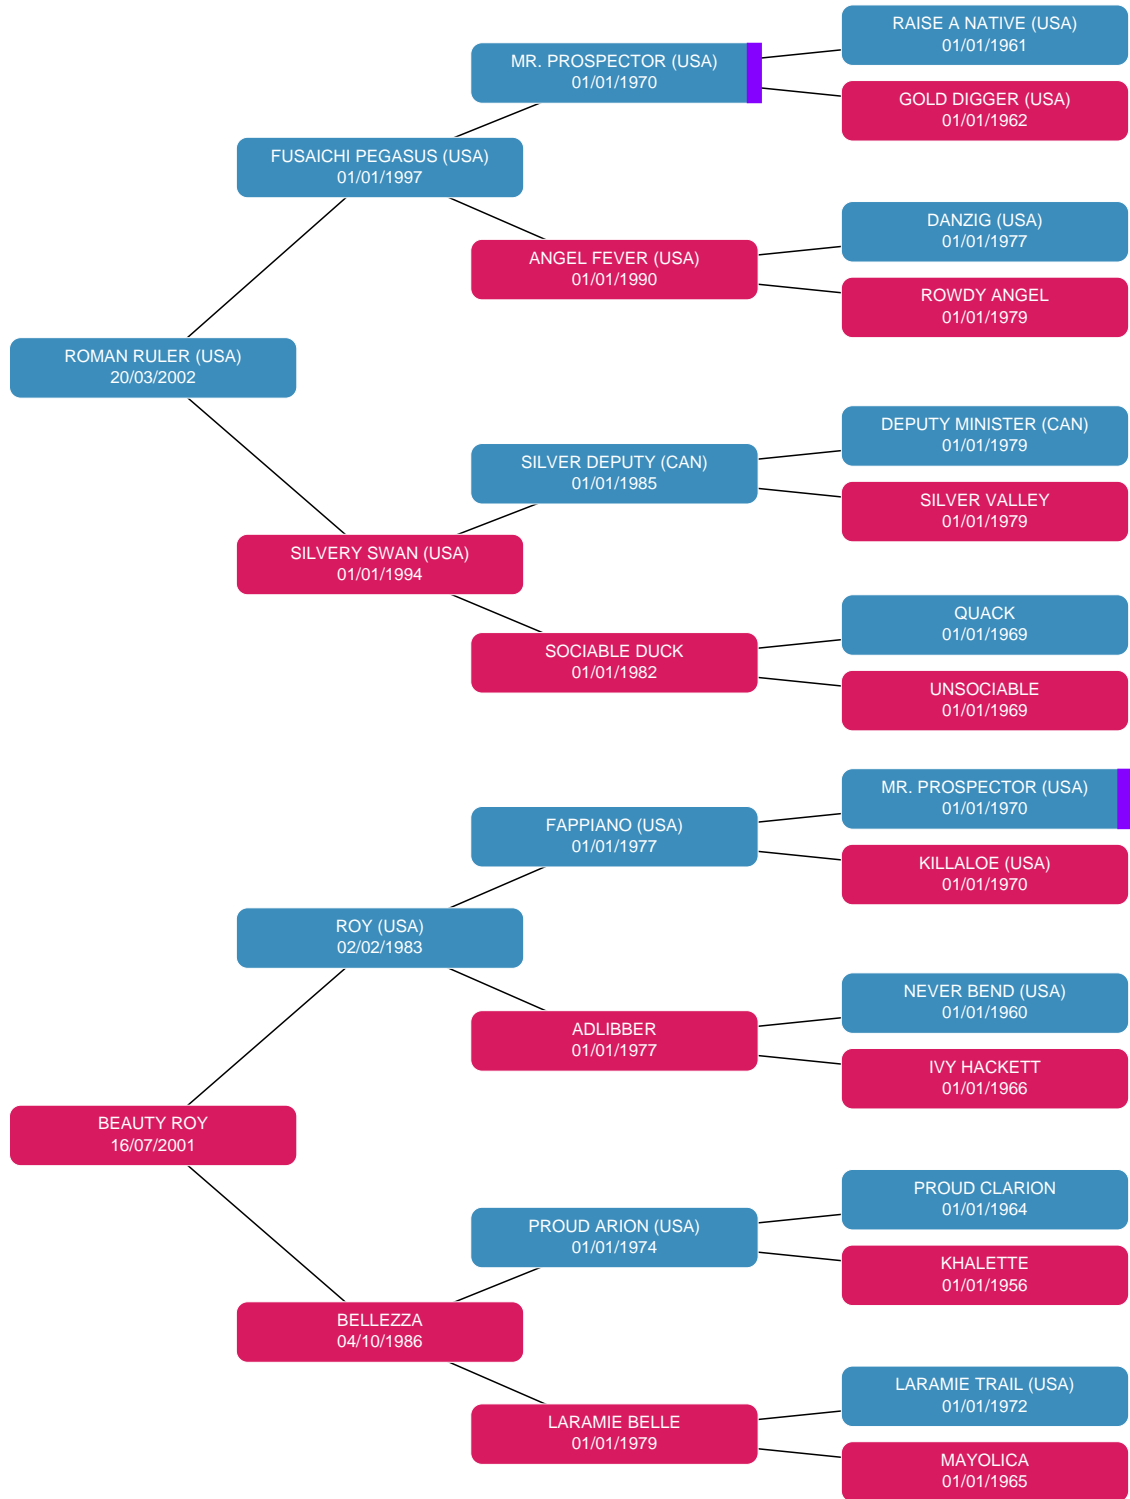 RAISE A NATIVE (USA)
01/01/1961
MR. PROSPECTOR (USA)
01/01/1970
GOLD DIGGER (USA)
01/01/1962
FUSAICHI PEGASUS (USA)
01/01/1997
DANZIG (USA)
01/01/1977
ANGEL FEVER (USA)
01/01/1990
ROWDY ANGEL
01/01/1979
ROMAN RULER (USA)
20/03/2002
DEPUTY MINISTER (CAN)
01/01/1979
SILVER DEPUTY (CAN)
01/01/1985
SILVER VALLEY
01/01/1979
SILVERY SWAN (USA)
01/01/1994
QUACK
01/01/1969
SOCIABLE DUCK
01/01/1982
UNSOCIABLE
01/01/1969
MR. PROSPECTOR (USA)
01/01/1970
FAPPIANO (USA)
01/01/1977
KILLALOE (USA)
01/01/1970
ROY (USA)
02/02/1983
NEVER BEND (USA)
01/01/1960
ADLIBBER
01/01/1977
IVY HACKETT
01/01/1966
BEAUTY ROY
16/07/2001
PROUD CLARION
01/01/1964
PROUD ARION (USA)
01/01/1974
KHALETTE
01/01/1956
BELLEZZA
04/10/1986
LARAMIE TRAIL (USA)
01/01/1972
LARAMIE BELLE
01/01/1979
MAYOLICA
01/01/1965